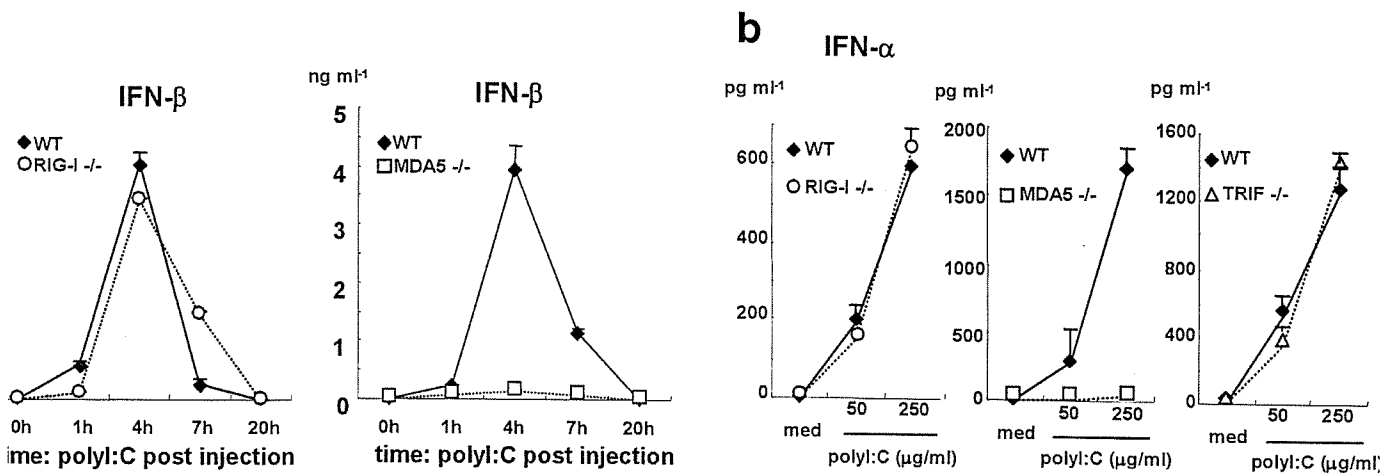 IFN-β
WT
RIG-I -/-
0h 1h 4h 7h 20h
ime: polyI:C post injection
ng ml-1
IFN-β
5
4
3
2
1
0
WT
MDA5 -/-
0h 1h 4h 7h 20h
time: polyI:C post injection
b
IFN-α
pg ml-1
600
400
200
0
WT
RIG-I -/-
50 250
med
pg ml-1
2000
1500
1000
500
0
WT
MDA5 -/-
50 250
med
polyI:C (μg/ml)
pg ml-1
1600
1200
800
400
0
WT
TRIF -/-
50 250
med
polyI:C (μg/ml)
polyI:C (μg/ml)